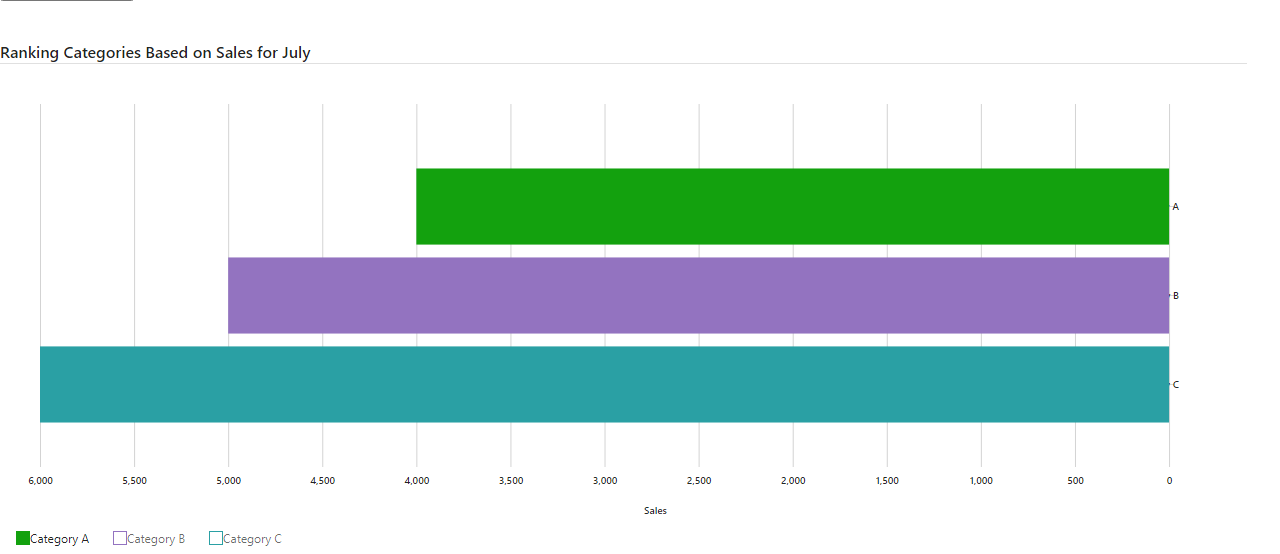 Ranking Categories Based on Sales for July
A
B
C
6,000 5,500 5,000 4,500 4,000 3,500 3,000 2,500 2,000 1,500 1,000 500 0
Sales
Category A Category B Category C